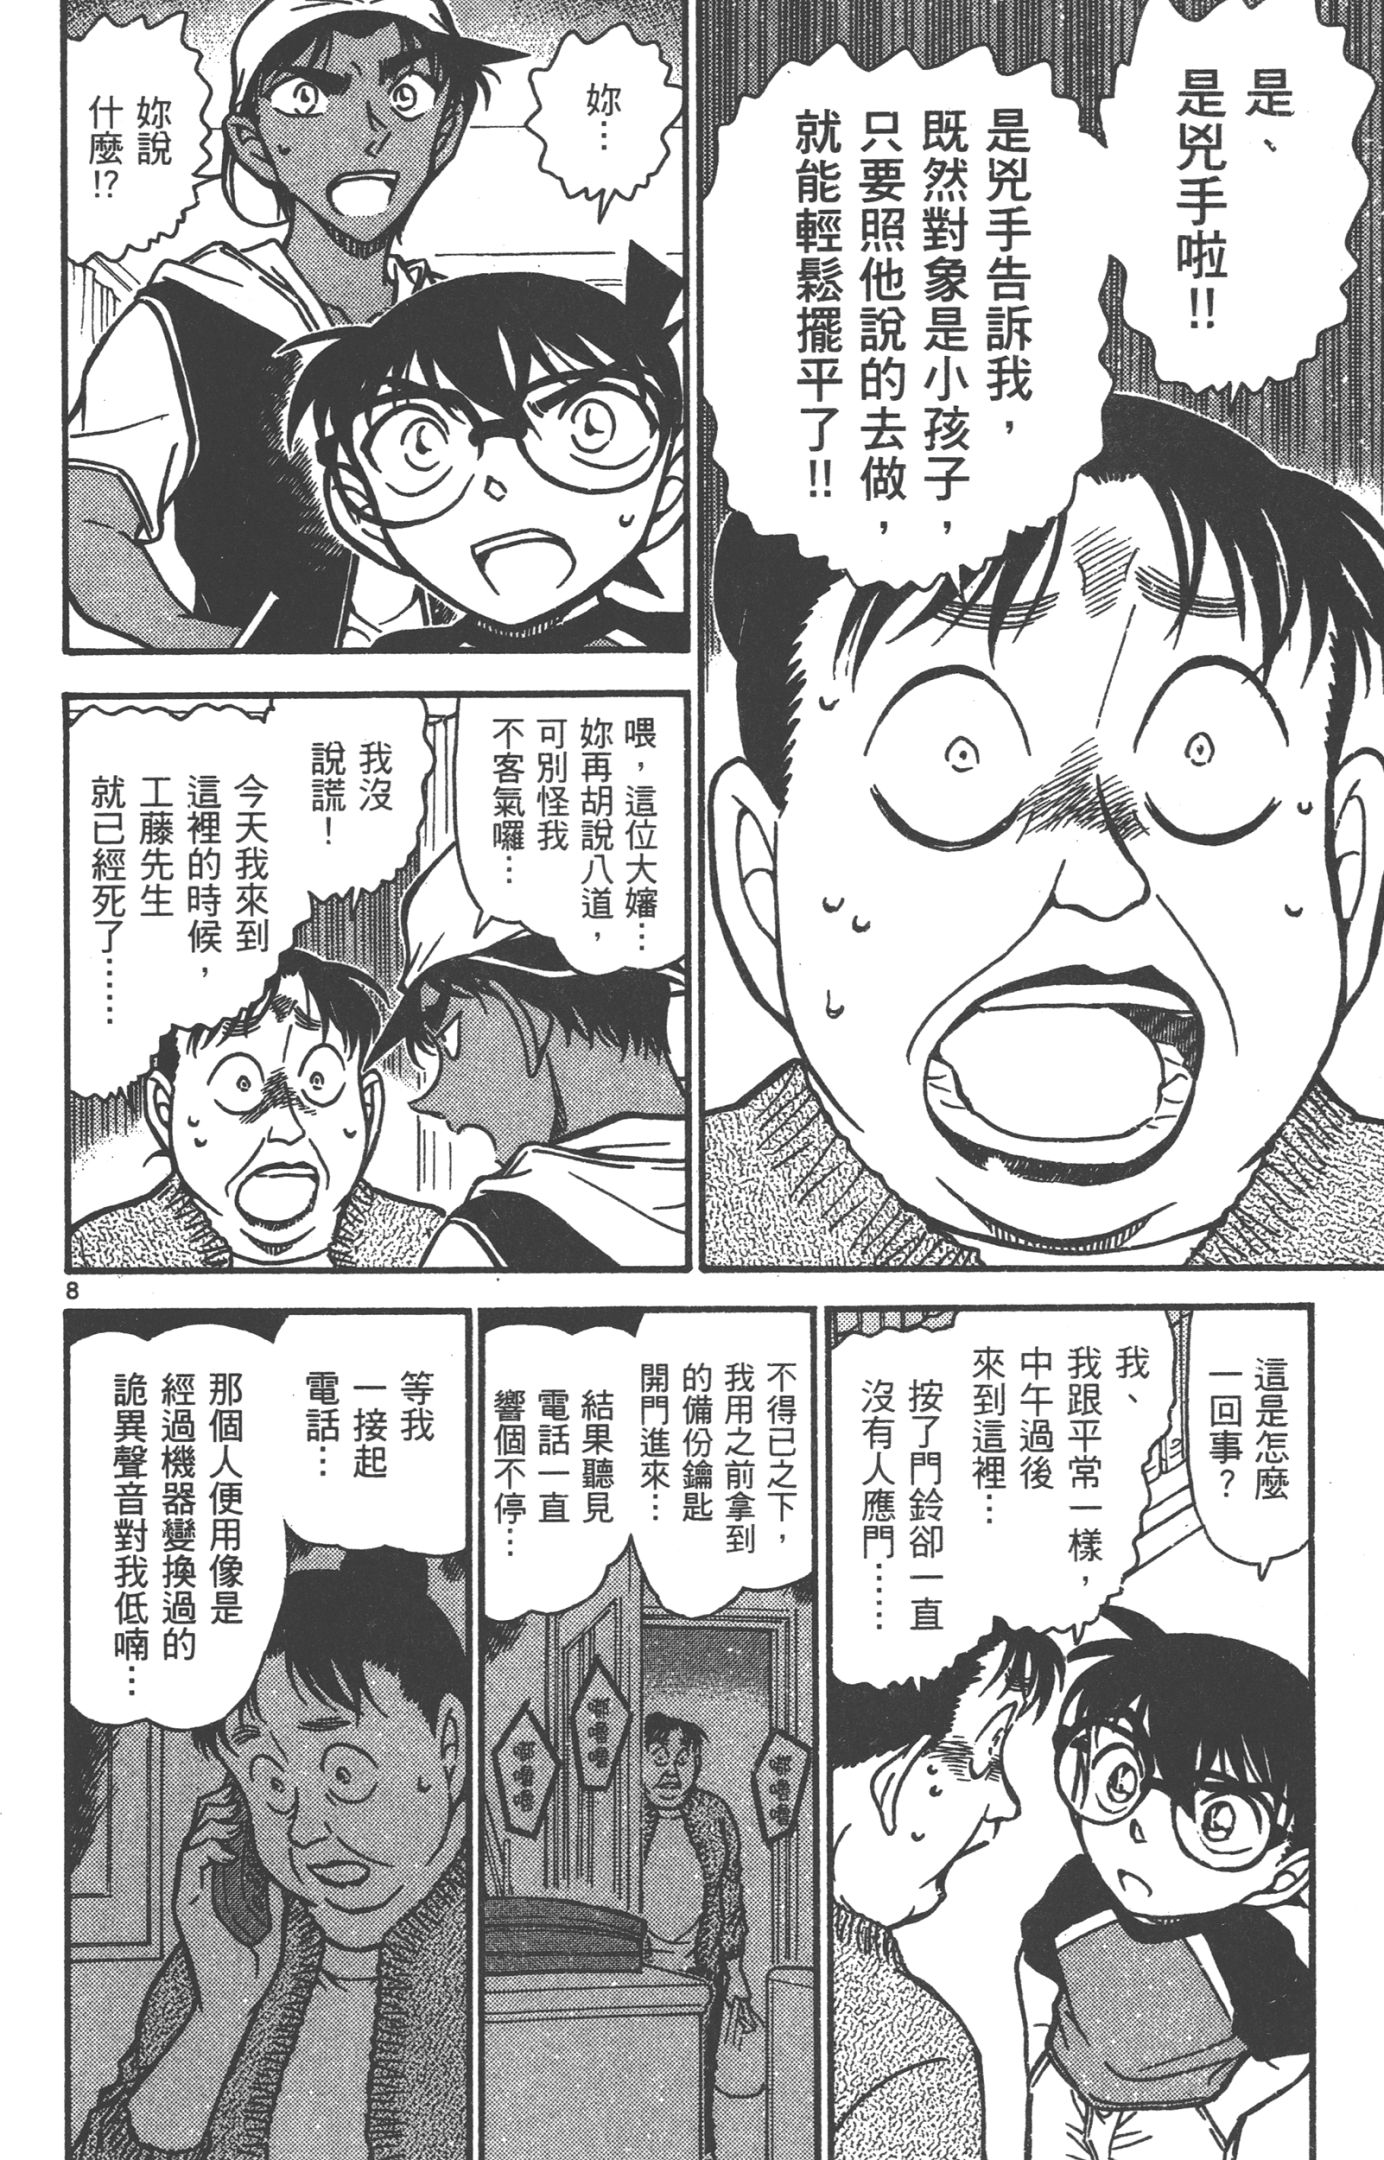 是、
是兇手啦!!
是兇手告訴我，
既然對象是小孩子，
只要照他說的去做，
就能輕鬆擺平了!!
妳…
妳說
什麼!?
喂，這位大嬸…
妳再胡說八道，
可別怪我
不客氣囉…
我沒
說謊！
今天我來到
這裡的時候，
工藤先生
就已經死了……
8
這是怎麼
一回事？
我、
我跟平常一樣，
中午過後
來到這裡…
按了門鈴卻一直
沒有人應門……
不得已之下，
我用之前拿到
的備份鑰匙
開門進來…
結果聽見
電話一直
響個不停…
嘟嚕嚕
嘟嚕嚕
嘟嚕嚕
等我
一接起
電話…
那個人便用像是
經過機器變換過的
詭異聲音對我低喃…